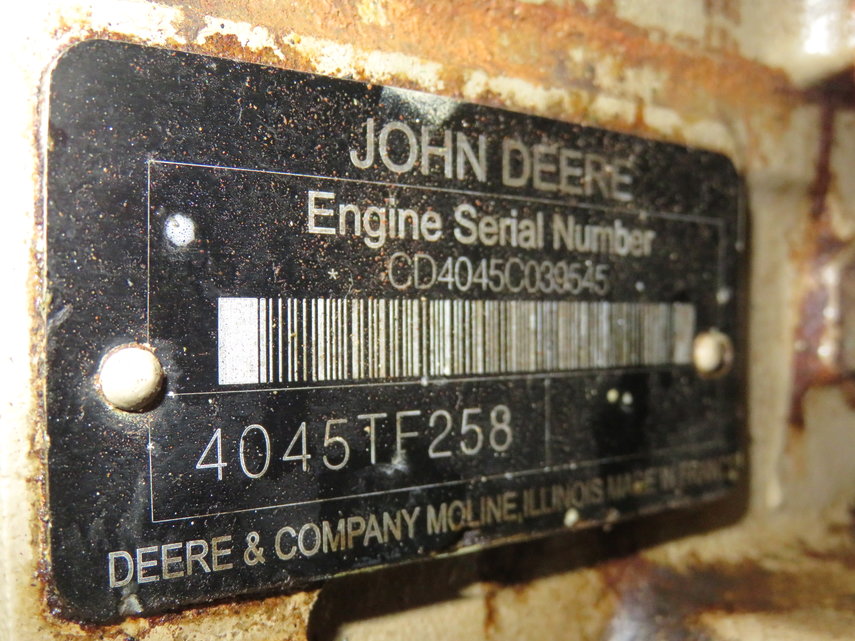 JOHN DEERE
Engine Serial Number
* CD4045C039545
4045TF258
DEERE & COMPANY MOLINE, ILLINOIS MADE IN FRANCE